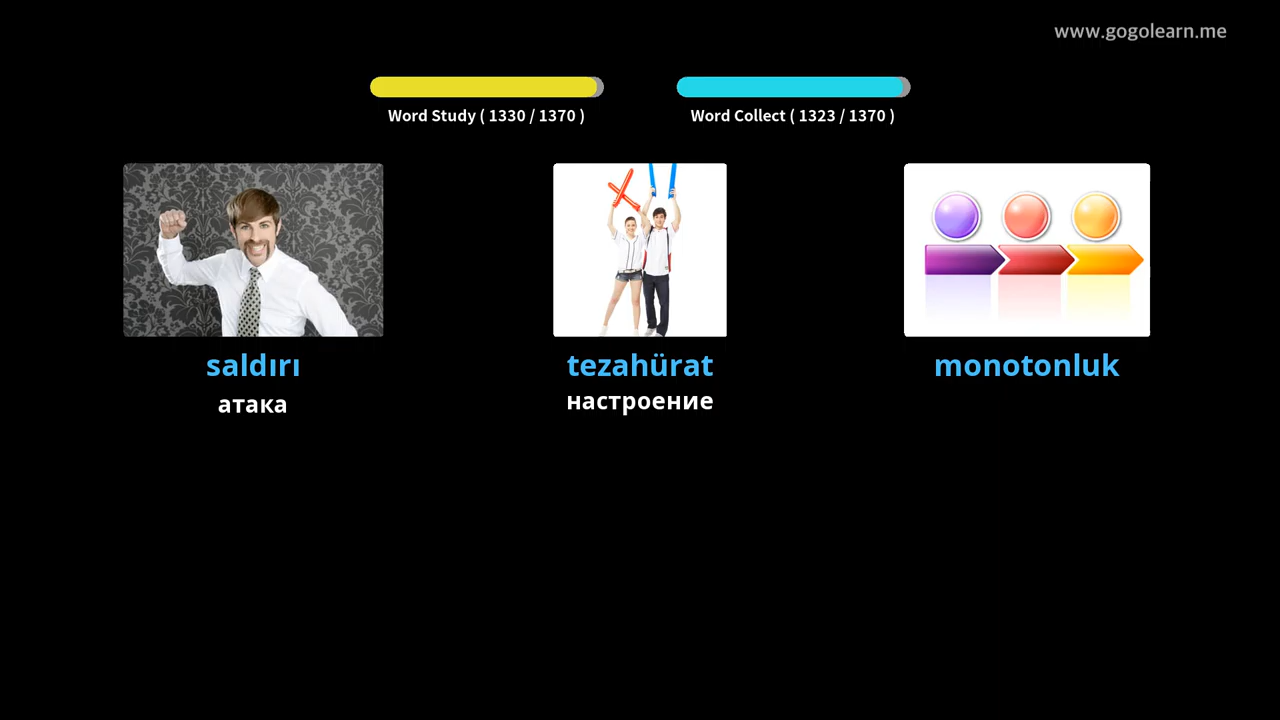 www.gogolearn.me
Word Study ( 1330 / 1370 )
Word Collect ( 1323 / 1370 )
saldırı
tezahürat
monotonluk
атака
настроение